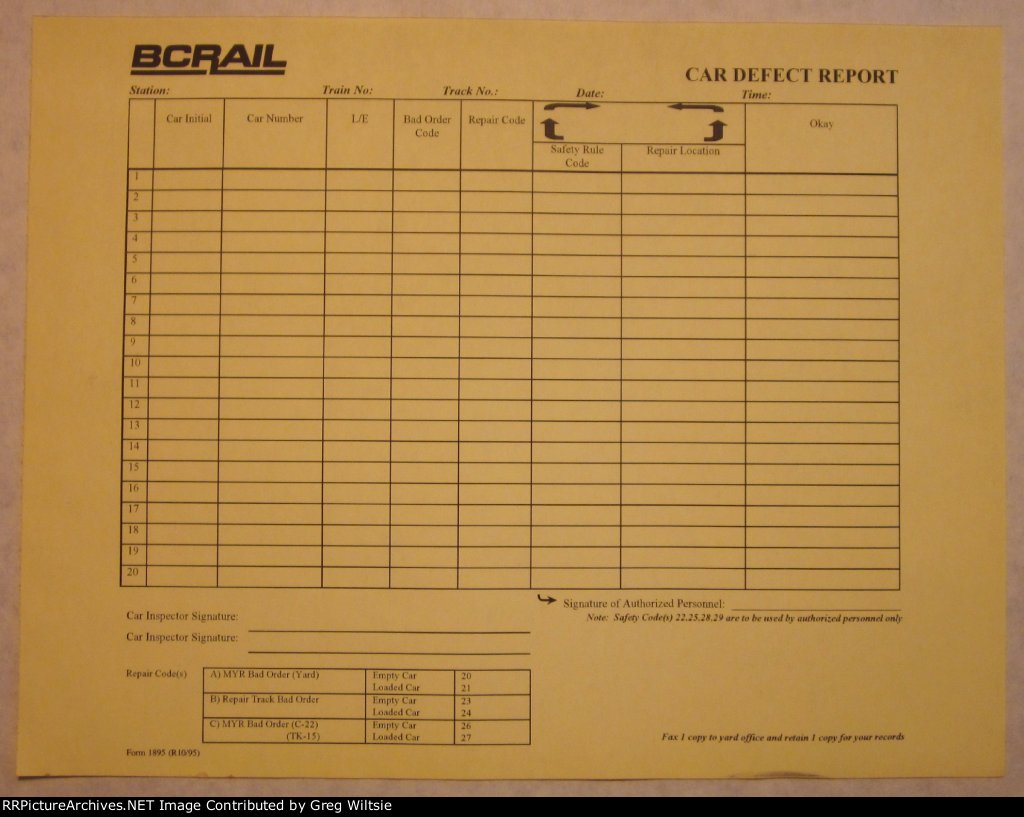 BCRAIL
CAR DEFECT REPORT
Station: Train No: Track No.: Date: Time:
Car Initial Car Number L/E Bad Order Code Repair Code Safety Rule Code Repair Location Okay
1
2
3
4
5
6
7
8
9
10
11
12
13
14
15
16
17
18
19
20
Signature of Authorized Personnel:
Note: Safety Code(s) 22,25,28,29 are to be used by authorized personnel only
Car Inspector Signature:
Car Inspector Signature:
Repair Code(s) A) MYR Bad Order (Yard) Empty Car 20
Loaded Car 21
B) Repair Track Bad Order Empty Car 23
Loaded Car 24
C) MYR Bad Order (C-22) Empty Car 26
(TK-15) Loaded Car 27
Fax 1 copy to yard office and retain 1 copy for your records
Form 1895 (R10/95)
RRPictureArchives.NET Image Contributed by Greg Wiltsie